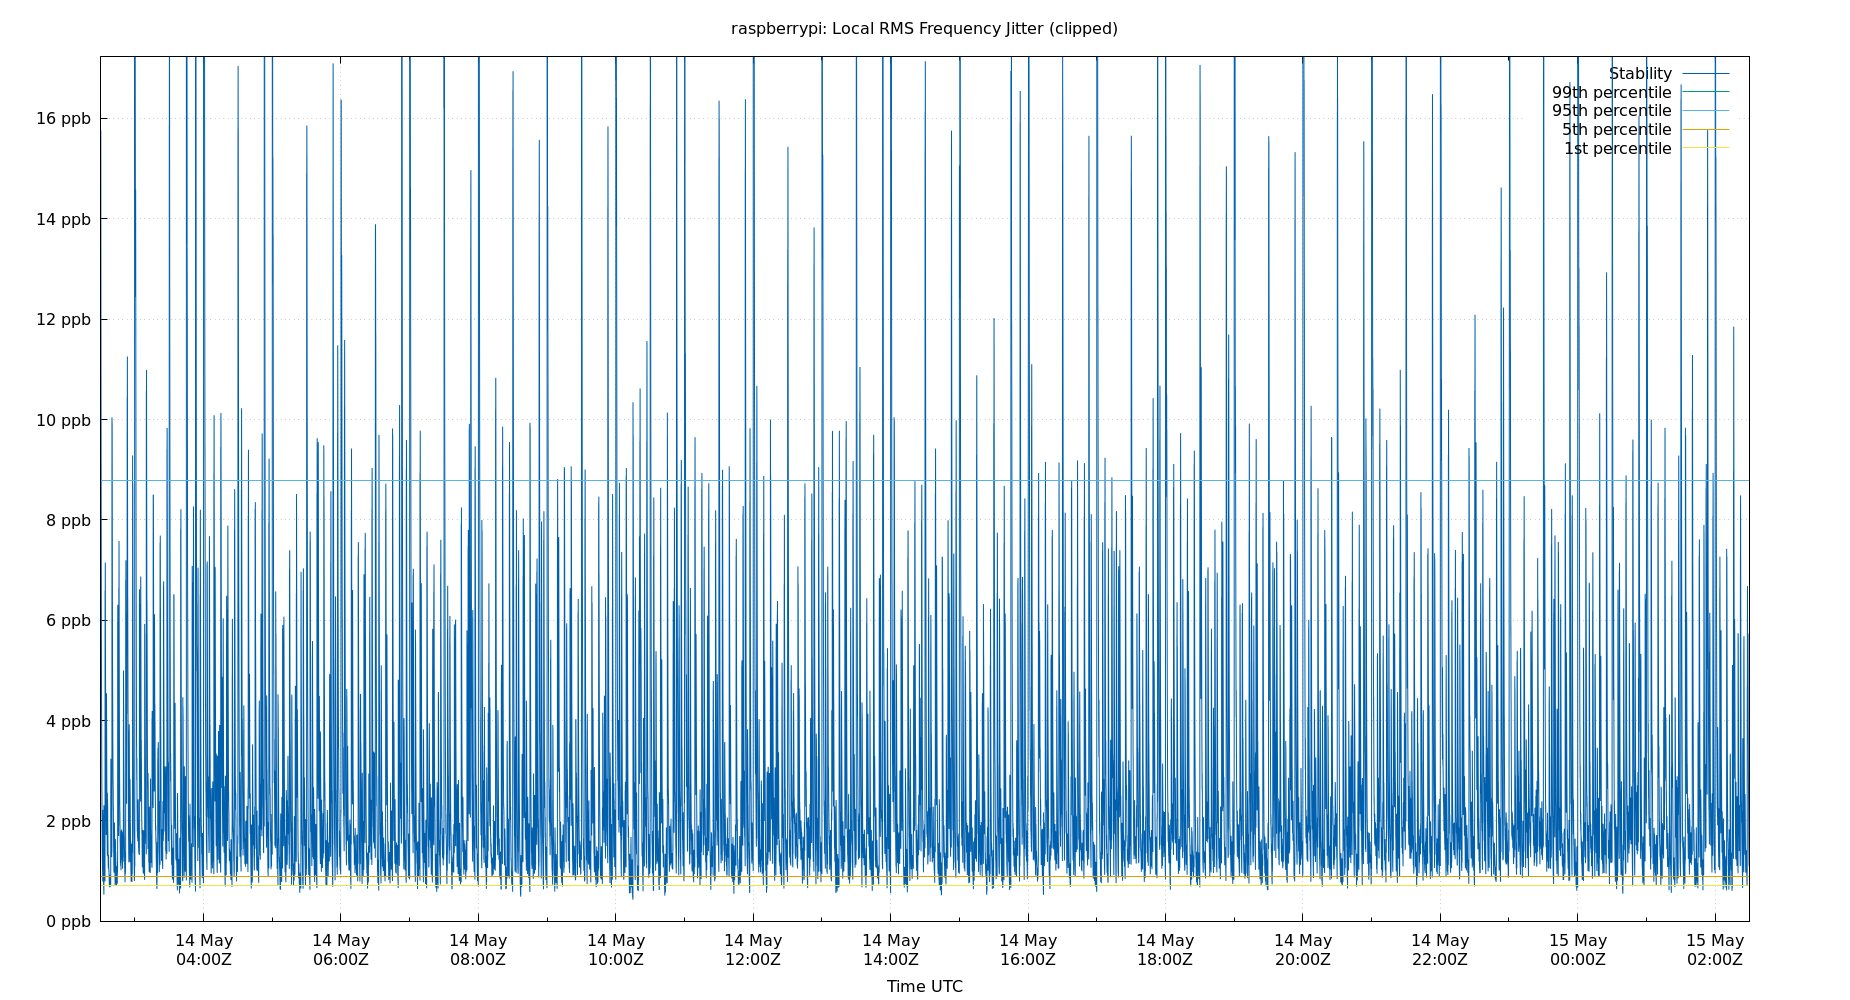 raspberrypi: Local RMS Frequency Jitter (clipped)
Stability
99th percentile
95th percentile
5th percentile
1st percentile
16 ppb
14 ppb
12 ppb
10 ppb
8 ppb
6 ppb
4 ppb
2 ppb
0 ppb
14 May 14 May 14 May 14 May 14 May 14 May 14 May 14 May 14 May 14 May 15 May 15 May
04:00Z 06:00Z 08:00Z 10:00Z 12:00Z 14:00Z 16:00Z 18:00Z 20:00Z 22:00Z 00:00Z 02:00Z
Time UTC